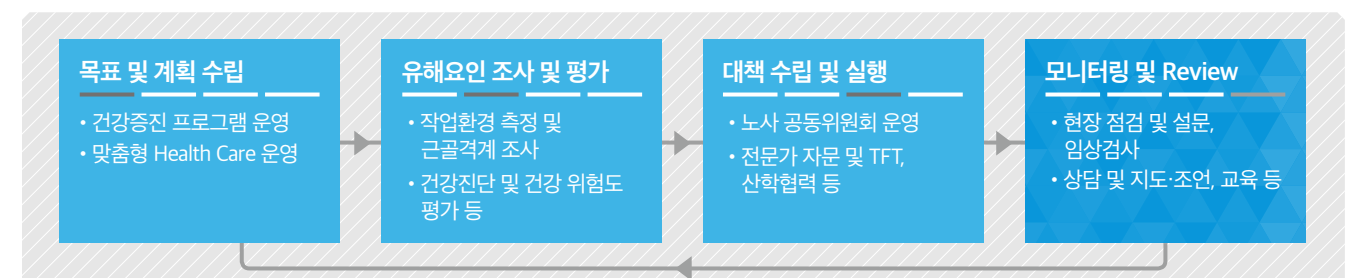 목표 및 계획 수립
• 건강증진 프로그램 운영
• 맞춤형 Health Care 운영
유해요인 조사 및 평가
• 작업환경 측정 및
근골격계 조사
• 건강진단 및 건강 위험도
평가 등
대책 수립 및 실행
• 노사 공동위원회 운영
• 전문가 자문 및 TFT,
산학협력 등
모니터링 및 Review
• 현장 점검 및 설문,
임상검사
• 상담 및 지도·조언, 교육 등